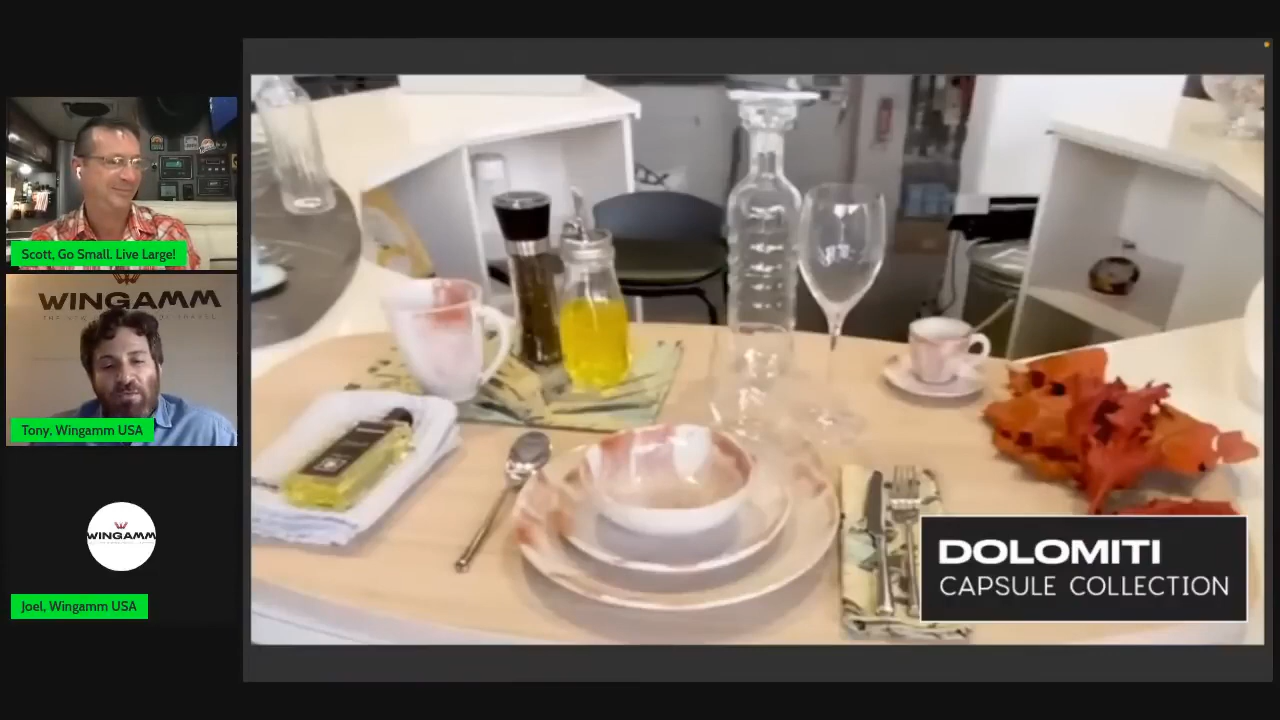 Scott, Go Small. Live Large!
WINGAMM
Tony, Wingamm USA
WINGAMM
Joel, Wingamm USA
DOLOMITI
CAPSULE COLLECTION